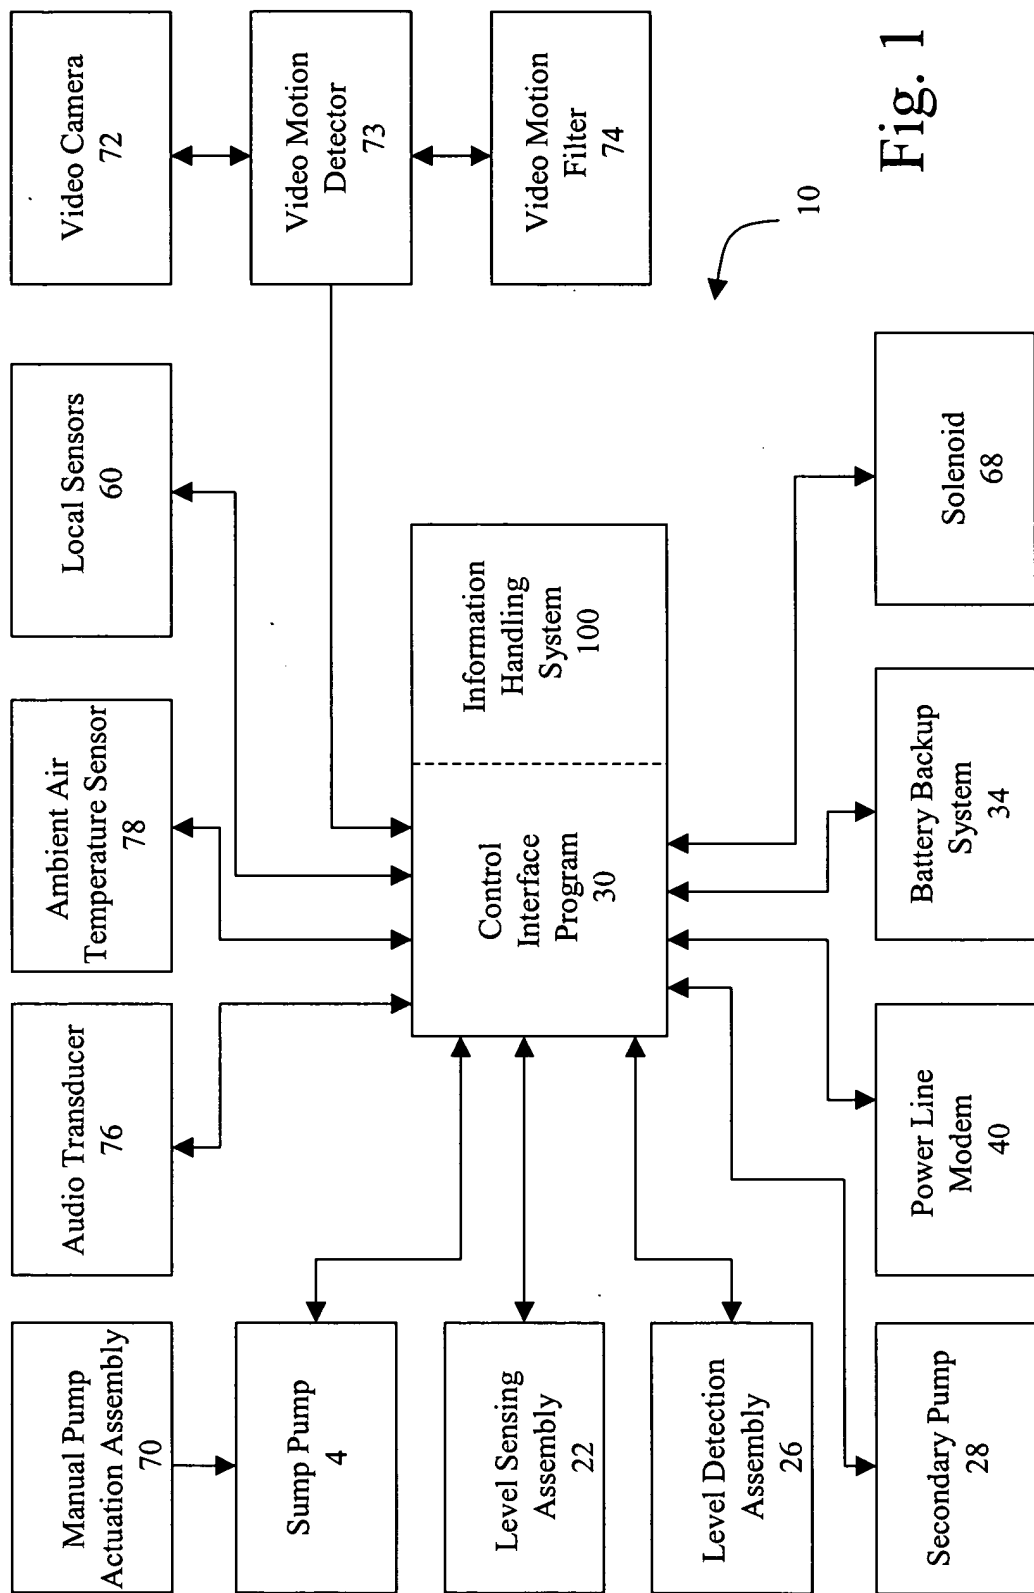 Manual Pump
Actuation Assembly
70
Audio Transducer
76
Ambient Air
Temperature Sensor
78
Local Sensors
60
Video Camera
72
Sump Pump
4
Video Motion
Detector
73
Level Sensing
Assembly
22
Control
Interface
Program
30
Information
Handling
System
100
Video Motion
Filter
74
Level Detection
Assembly
26
10
Secondary Pump
28
Power Line
Modem
40
Battery Backup
System
34
Solenoid
68
Fig. 1